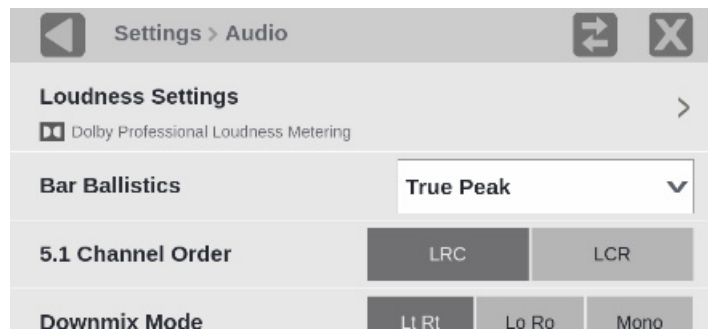 Settings > Audio
Loudness Settings
Dolby Professional Loudness Metering
Bar Ballistics True Peak
5.1 Channel Order LRC LCR
Downmix Mode Lt Rt Lo Ro Mono